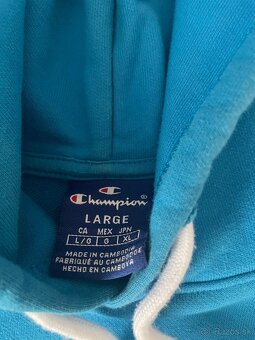 Champion
LARGE
CA MEX JPN
L/G G XL
MADE IN CAMBODIA
FABRIQUÉ AU CAMBODGE
HECHO EN CAMBOYA